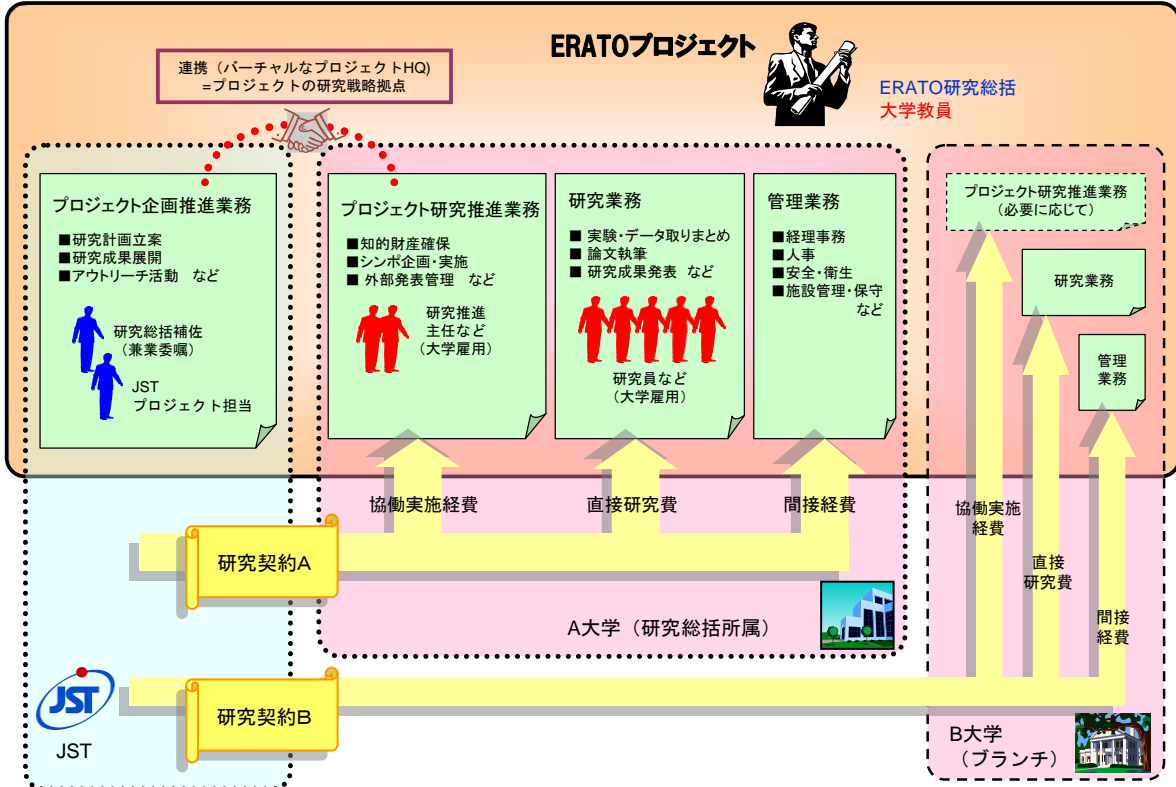 ERATOプロジェクト
連携（バーチャルなプロジェクトHQ)
=プロジェクトの研究戦略拠点
ERATO研究総括
大学教員
プロジェクト企画推進業務
■研究計画立案
■研究成果展開
■アウトリーチ活動　など
研究総括補佐
（兼業委嘱）
JST
プロジェクト担当
プロジェクト研究推進業務
■知的財産確保
■シンポ企画・実施
■ 外部発表管理　など
研究推進
主任など
（大学雇用）
研究業務
■ 実験・データ取りまとめ
■ 論文執筆
■ 研究成果発表　など
研究員など
（大学雇用）
管理業務
■経理事務
■人事
■安全・衛生
■施設管理・保守
など
プロジェクト研究推進業務
（必要に応じて）
研究業務
管理
業務
協働実施経費
直接研究費
間接経費
協働実施
経費
直接
研究費
間接
経費
研究契約A
A大学（研究総括所属）
JST
JST
研究契約B
B大学
（ブランチ）